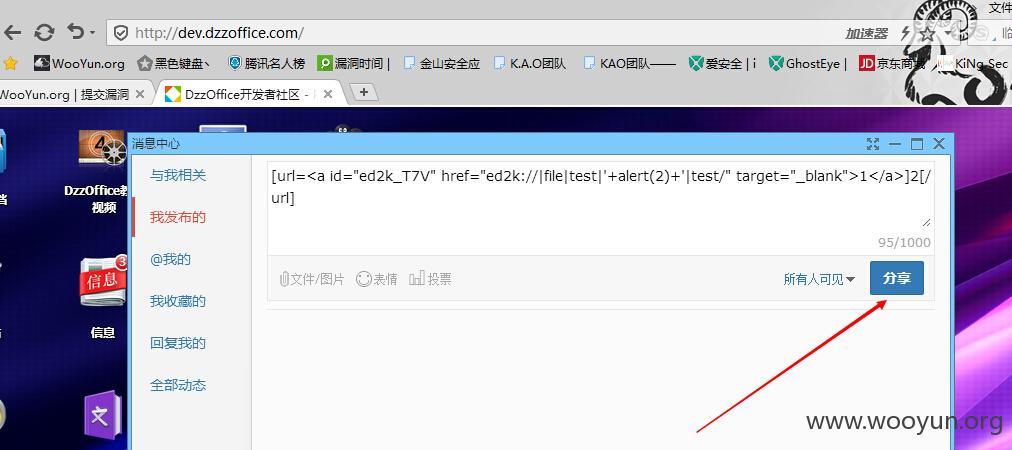 文件
http://dev.dzzoffice.com/
加速器
WooYun.org 黑色键盘丶 腾讯名人榜 漏洞时间 | 金山安全应 K.A.O团队 KAO团队—— 爱安全 | i GhostEye | JD 京东商城 KiNg Sec
WooYun.org | 提交漏洞 DzzOffice开发者社区 -
消息中心
与我相关
我发布的
@我的
我收藏的
回复我的
全部动态
[url=<a id="ed2k_T7V" href="ed2k://|file|test|'+alert(2)+'|test/" target="_blank">1</a>]2[/
url]
95/1000
文件/图片 表情 投票
所有人可见 分享
DzzOffice教
视频
信息
3
信息
文
www.wooyun.org